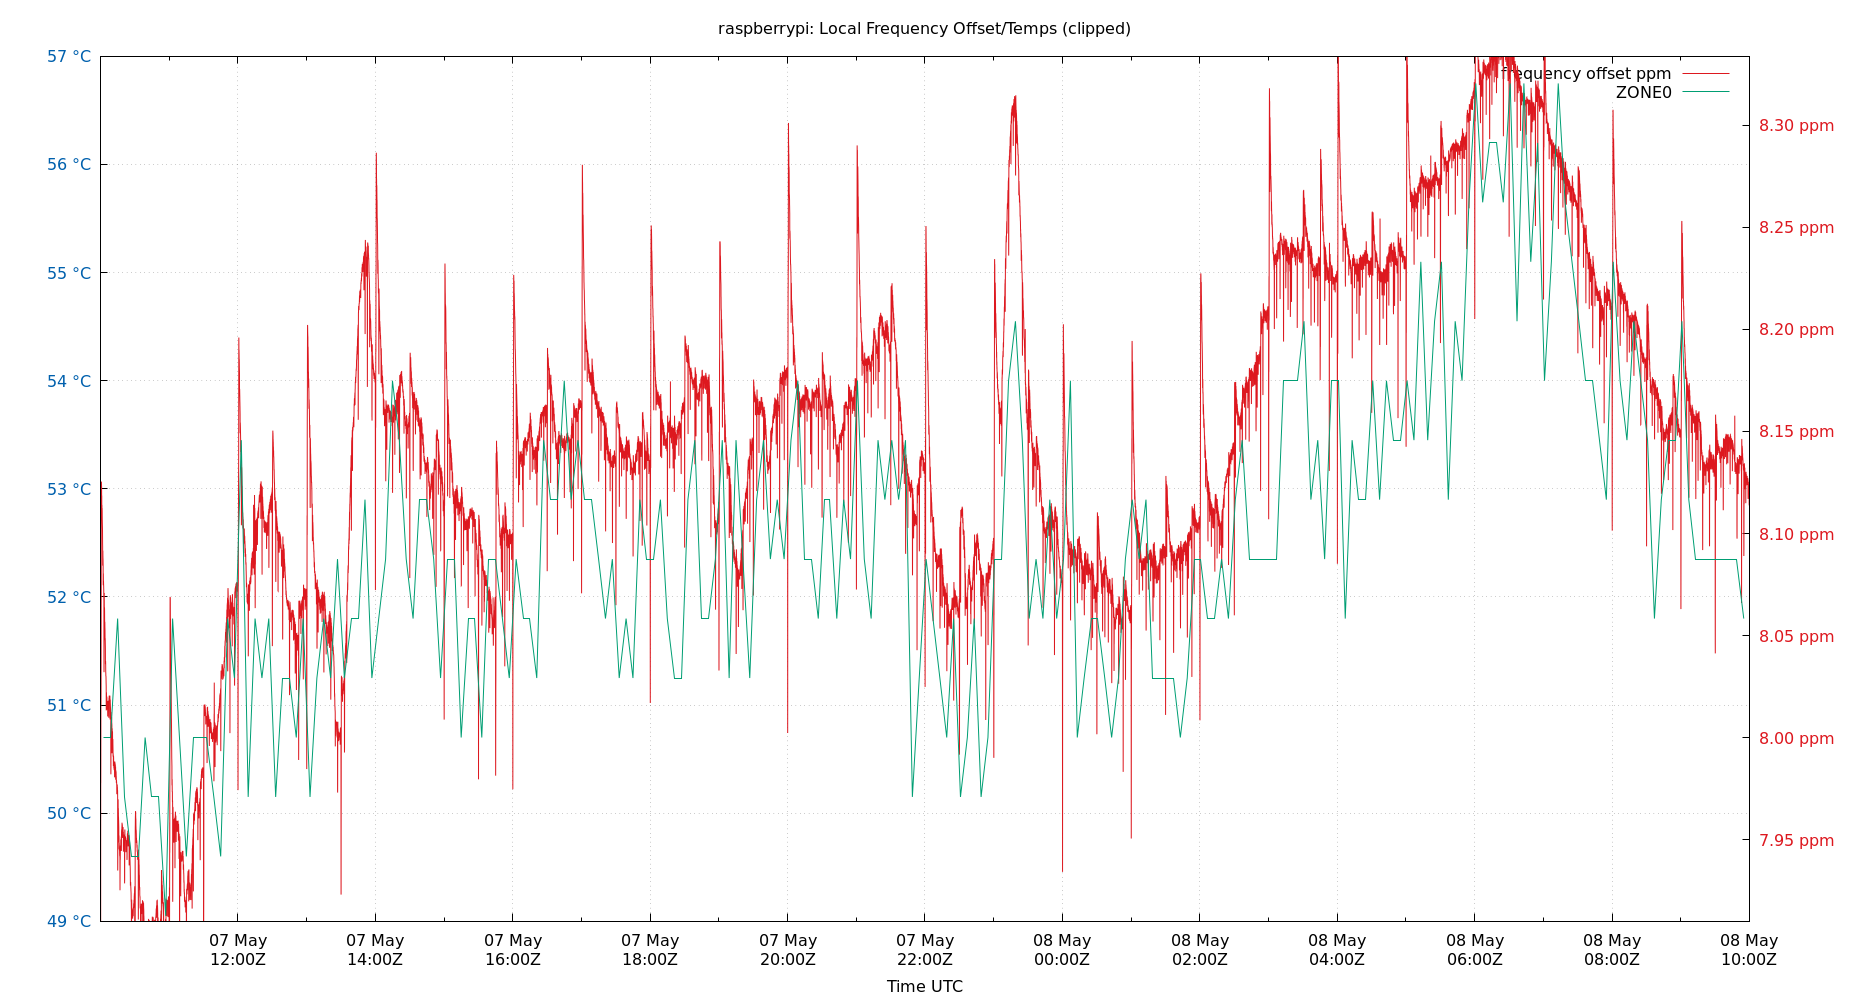 raspberrypi: Local Frequency Offset/Temps (clipped)
57 °C
56 °C
55 °C
54 °C
53 °C
52 °C
51 °C
50 °C
49 °C
frequency offset ppm
ZONE0
8.30 ppm
8.25 ppm
8.20 ppm
8.15 ppm
8.10 ppm
8.05 ppm
8.00 ppm
7.95 ppm
07 May
12:00Z
07 May
14:00Z
07 May
16:00Z
07 May
18:00Z
07 May
20:00Z
07 May
22:00Z
08 May
00:00Z
08 May
02:00Z
08 May
04:00Z
08 May
06:00Z
08 May
08:00Z
08 May
10:00Z
Time UTC